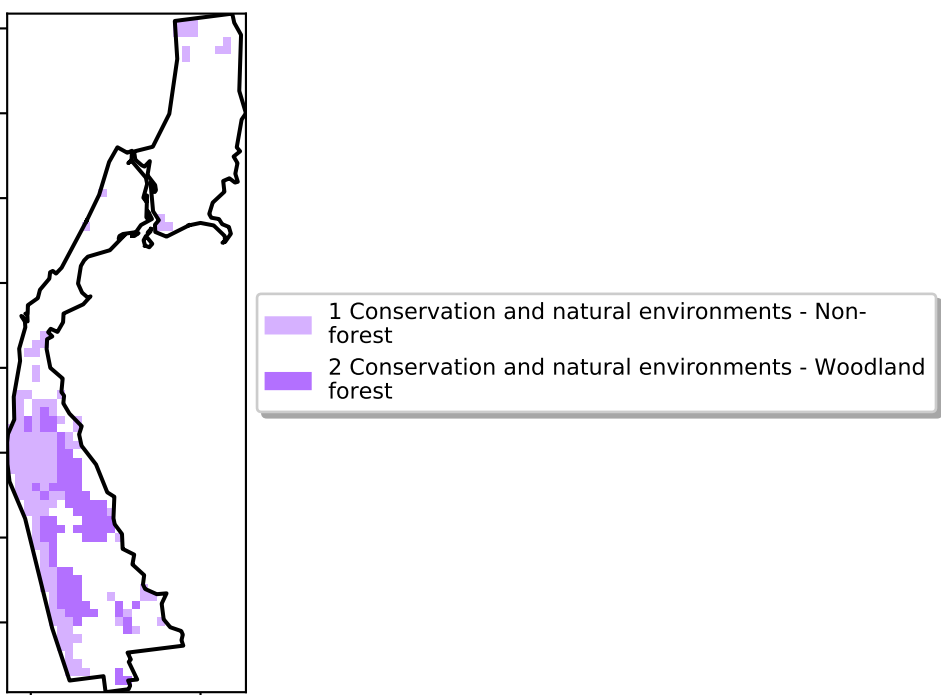 1 Conservation and natural environments - Non-
forest
2 Conservation and natural environments - Woodland
forest